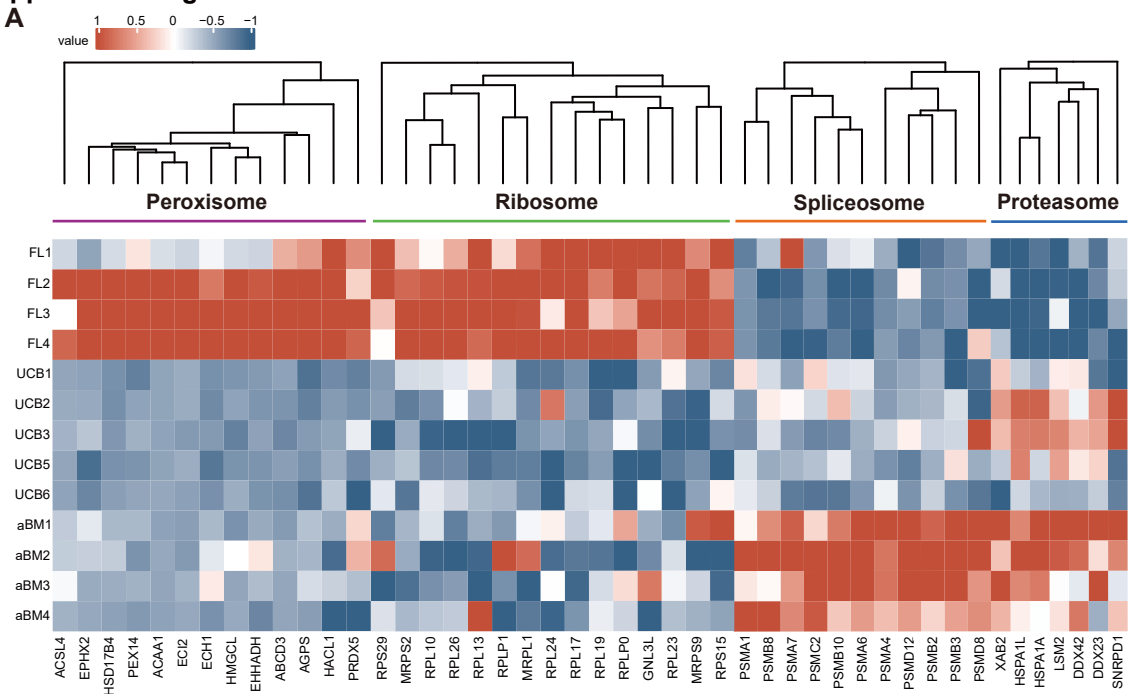 A
1 0.5 0 −0.5 −1
value
Peroxisome Ribosome Spliceosome Proteasome
FL1
FL2
FL3
FL4
UCB1
UCB2
UCB3
UCB5
UCB6
aBM1
aBM2
aBM3
aBM4
ACSL4
EPHX2
HSD17B4
PEX14
ACAA1
ECI2
ECH1
HMGCL
EHHADH
ABCD3
AGPS
HACL1
PRDX5
RPS29
MRPS2
RPL10
RPL26
RPL13
RPLP1
MRPL1
RPL24
RPL17
RPL19
RPLP0
GNL3L
RPL23
MRPS9
RPS15
PSMA1
PSMB8
PSMA7
PSMC2
PSMB10
PSMA6
PSMA4
PSMD12
PSMB2
PSMB3
PSMD8
XAB2
HSPA1L
HSPA1A
LSM2
DDX42
DDX23
SNRPD1